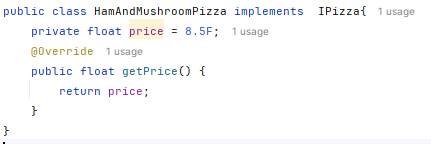 public class HamAndMushroomPizza implements  IPizza{ 1 usage
    private float price = 8.5F; 1 usage
    @Override 1 usage
    public float getPrice() {
        return price;
    }
}